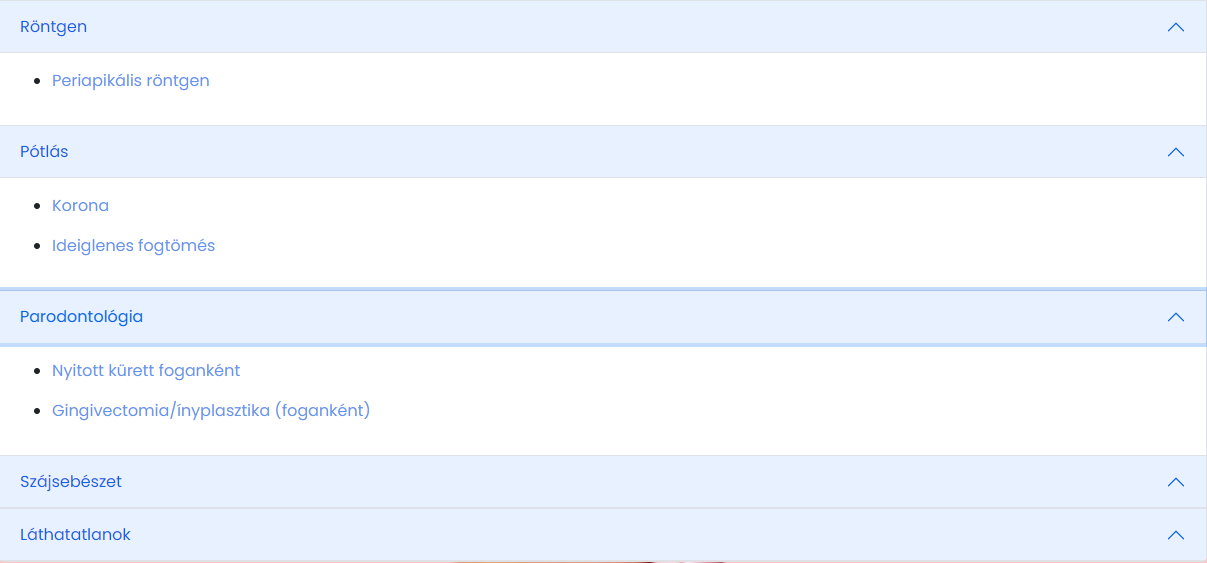 Röntgen
Periapikális röntgen
Pótlás
Korona
Ideiglenes fogtömés
Parodontológia
Nyitott kürett foganként
Gingivectomia/ínyplasztika (foganként)
Szájsebészet
Láthatatlanok